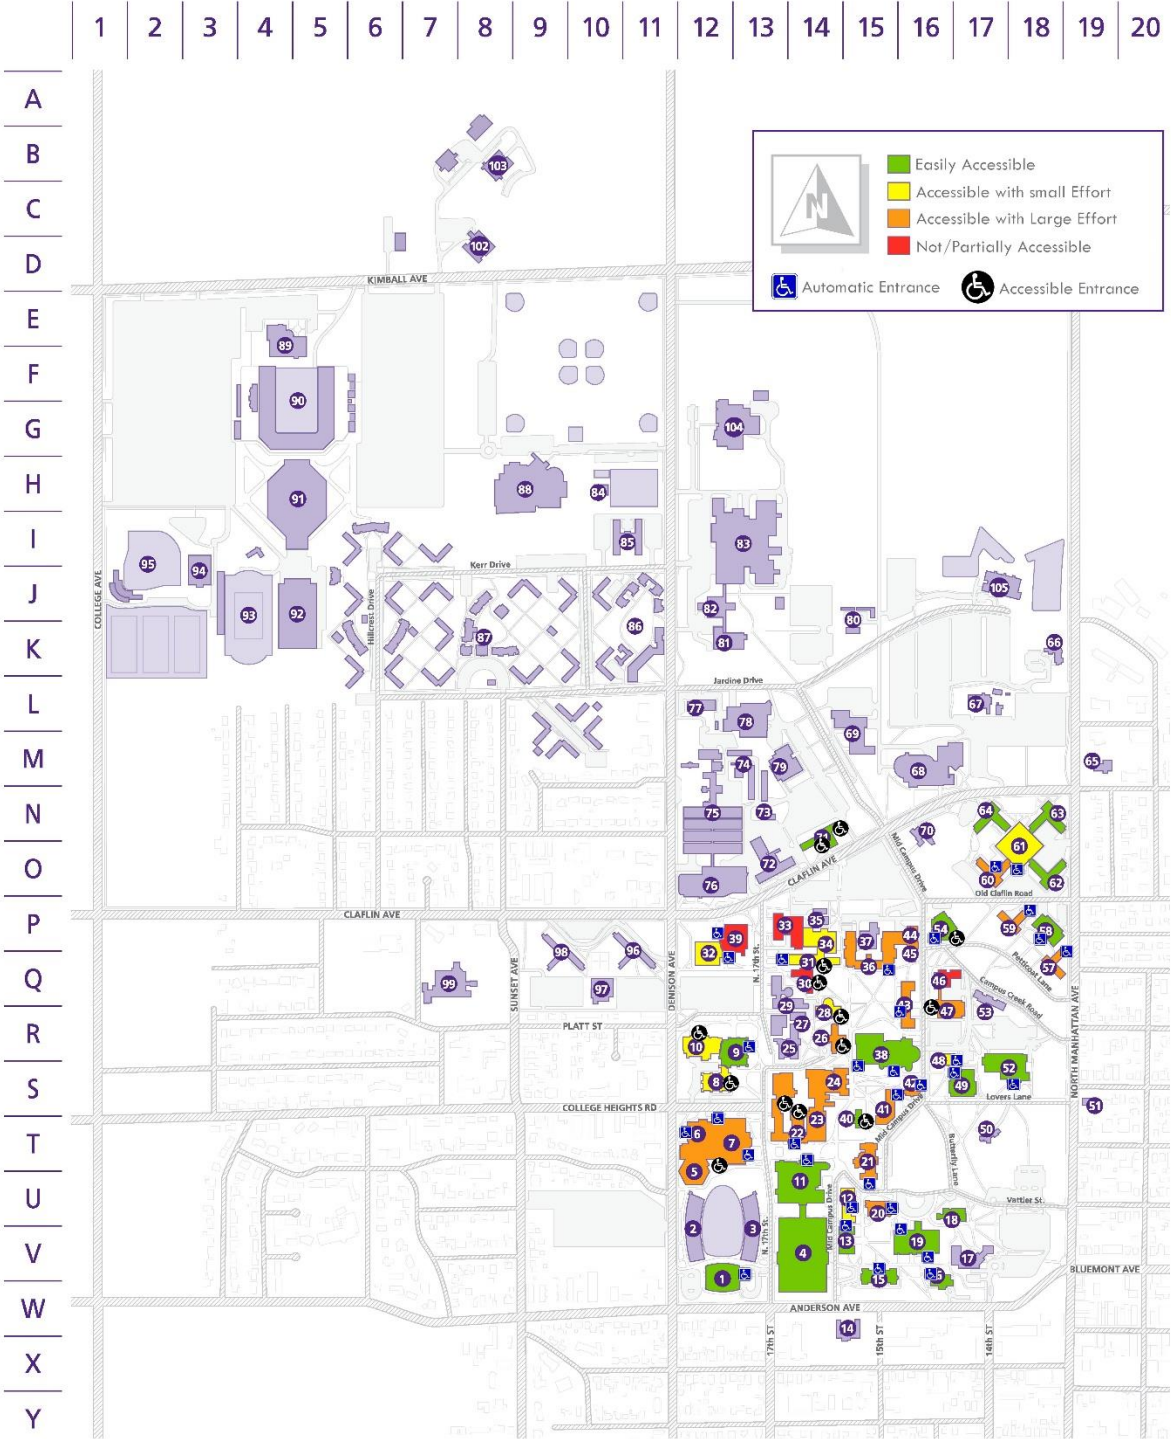 1 2 3 4 5 6 7 8 9 10 11 12 13 14 15 16 17 18 19 20
A
B
C
D
E
F
G
H
I
J
K
L
M
N
O
P
Q
R
S
T
U
V
W
X
Y
N
Easily Accessible
Accessible with small Effort
Accessible with Large Effort
Not/Partially Accessible
Automatic Entrance
Accessible Entrance
103
102
KIMBALL AVE
89
90
104
88
84
91
83
85
95
94
Kerr Drive
COLLEGE AVE
93
92
Hillcrest Drive
87
86
82
81
80
105
66
Jardine Drive
77
78
67
69
74
79
68
65
75
73
71
70
64
63
61
72
76
CLAFLIN AVE
Mid Campus Drive
60
62
Old Claflin Road
CLAFLIN AVE
98
96
SUNSET AVE
DENISON AVE
99
97
39
32
N. 17th St.
33
35
34
37
44
45
54
59
58
31
36
57
Petticoat Lane
30
46
Campus Creek Road
29
28
43
47
53
PLATT ST
27
26
25
NORTH MANHATTAN AVE
10
9
38
48
52
8
24
42
49
Lovers Lane
COLLEGE HEIGHTS RD
51
23
40
41
Mid Campus Drive
6
7
22
50
Butterfly Lane
5
21
11
12
Vattier St
2
3
N. 17th St.
Mid Campus Drive
20
18
4
13
19
17
1
15
BLUEMONT AVE
ANDERSON AVE
14
17th ST
15th ST
14th ST